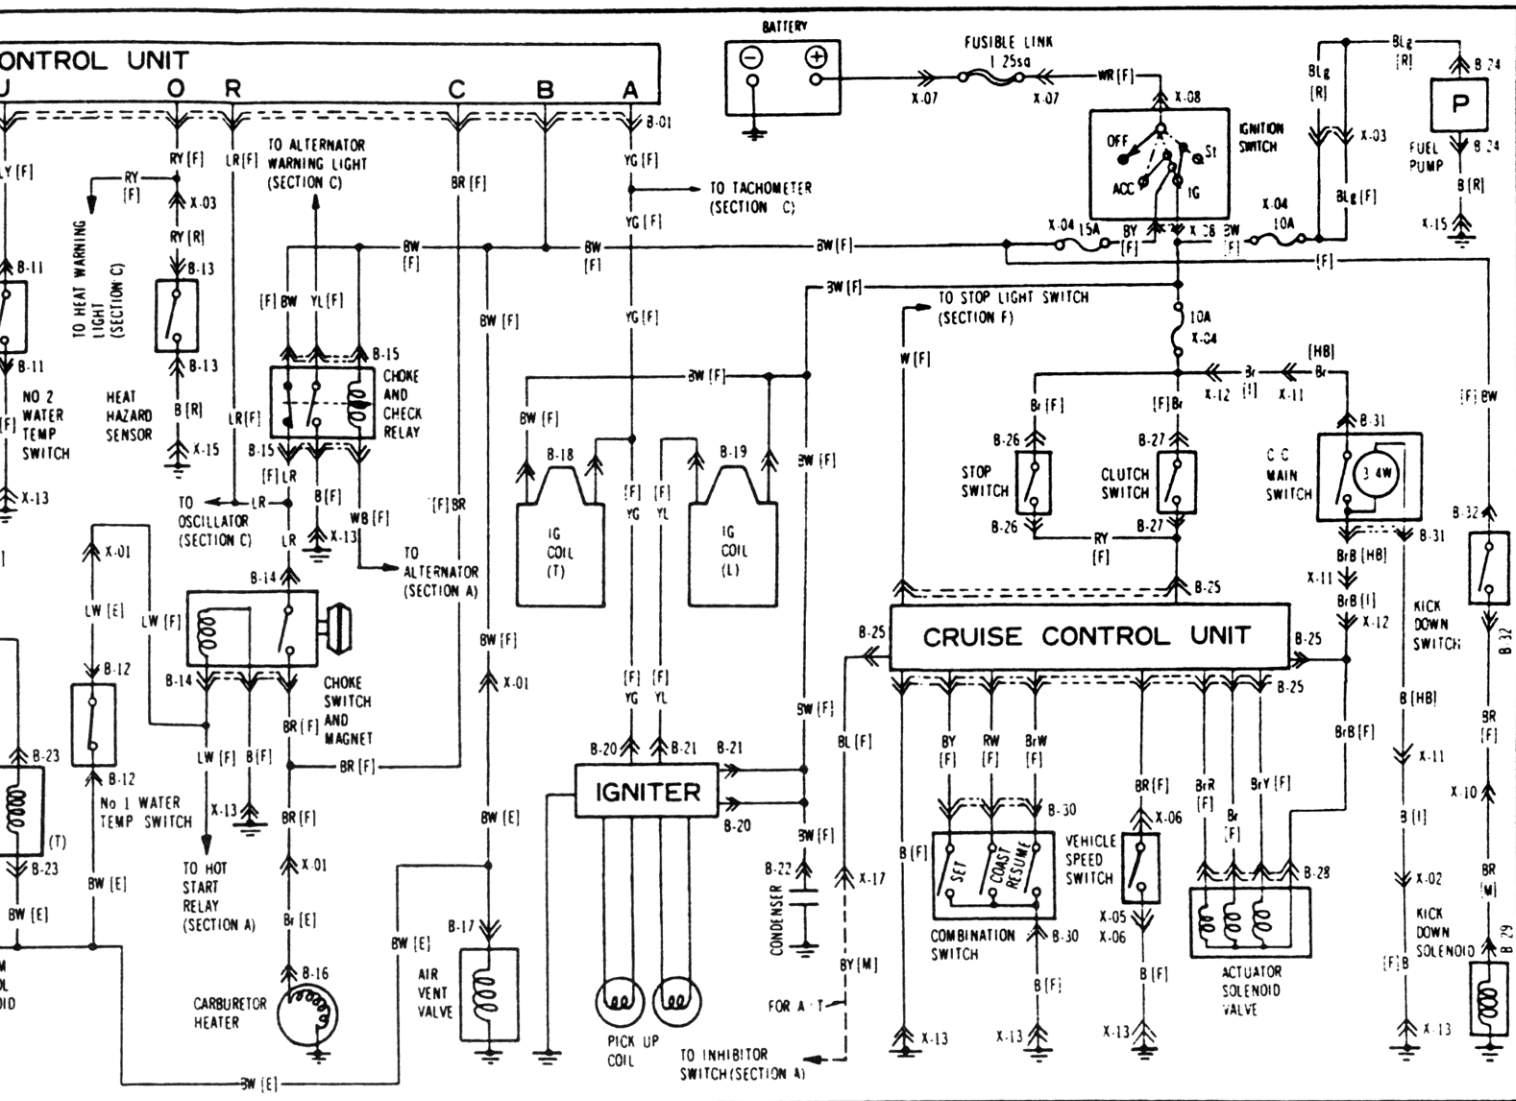 BATTERY
FUSIBLE LINK
1.25sq
ONTROL UNIT
U O R C B A
B-01
X-07 X-07
WR [F]
X-08
OFF
St
ACC
IG
IGNITION
SWITCH
BLg
[R]
BLg
[R]
B-24
P
X-03
FUEL
PUMP
B-24
B [R]
X-15
BLg [F]
X-04
10A
X-04 15A
BY
[F]
BW
[F]
LY [F]
RY [F]
LR [F]
RY
[F]
X-03
RY [R]
TO ALTERNATOR
WARNING LIGHT
(SECTION C)
BR [F]
YG [F]
TO TACHOMETER
(SECTION C)
YG [F]
BW
[F]
BW
[F]
BW [F]
[F]
BW [F]
TO HEAT WARNING
LIGHT
(SECTION C)
B-11
B-13
[F] BW
YL [F]
BW [F]
YG [F]
TO STOP LIGHT SWITCH
(SECTION F)
10A
X-04
B-11
B-13
B-15
W [F]
[HB]
NO 2
WATER
TEMP
SWITCH
HEAT
HAZARD
SENSOR
B [R]
X-15
LR [F]
CHOKE
AND
CHECK
RELAY
BW [F]
BW [F]
Br [F]
[F] Br
Br
[I]
Br
X-12 X-11
B-31
[F] BW
[F]
X-13
B-15
[F] LR
B [F]
WB [F]
X-13
[F] BR
B-18
B-19
BW [F]
B-26
STOP
SWITCH
B-26
B-27
CLUTCH
SWITCH
B-27
C C
MAIN
SWITCH
3.4W
B-31
B-32
TO
OSCILLATOR
(SECTION C)
LR
LR
IG
COIL
(T)
[F]
YG
[F]
YL
IG
COIL
(L)
RY
[F]
BrB [HB]
X-11
BrB [I]
X-12
X-01
LW [E]
LW [F]
B-14
TO
ALTERNATOR
(SECTION A)
B-25
CRUISE CONTROL UNIT
B-25
B-25
B-25
KICK
DOWN
SWITCH
B-32
BW [F]
B-12
B-14
X-01
[F]
YG
[F]
YL
BW [F]
BL [F]
B [HB]
CHOKE
SWITCH
AND
MAGNET
BR [F]
LW [F]
B [F]
BR [F]
B-20
B-21
B-21
IGNITER
B-20
BY
[F]
RW
[F]
BrW
[F]
BR [F]
BrR
[F]
Br
[F]
BrY [F]
BrB [F]
X-11
BR
[F]
X-10
B-23
B-12
No 1 WATER
TEMP SWITCH
X-13
BR [F]
BW [E]
BW [F]
B-30
X-06
VEHICLE
SPEED
SWITCH
B [I]
(T)
B-23
BW [E]
BW [E]
TO HOT
START
RELAY
(SECTION A)
X-01
Br [E]
B-22
CONDENSER
X-17
B [F]
SET
COAST
RESUME
COMBINATION
SWITCH
B-30
X-05
X-06
B-28
X-02
BR
[M]
KICK
DOWN
SOLENOID
B-29
B-16
CARBURETOR
HEATER
BW [E]
B-17
AIR
VENT
VALVE
BY [M]
FOR A T
B [F]
B [F]
ACTUATOR
SOLENOID
VALVE
[F] B
PICK UP
COIL
TO INHIBITOR
SWITCH (SECTION A)
X-13
X-13
X-13
X-13
BW [E]